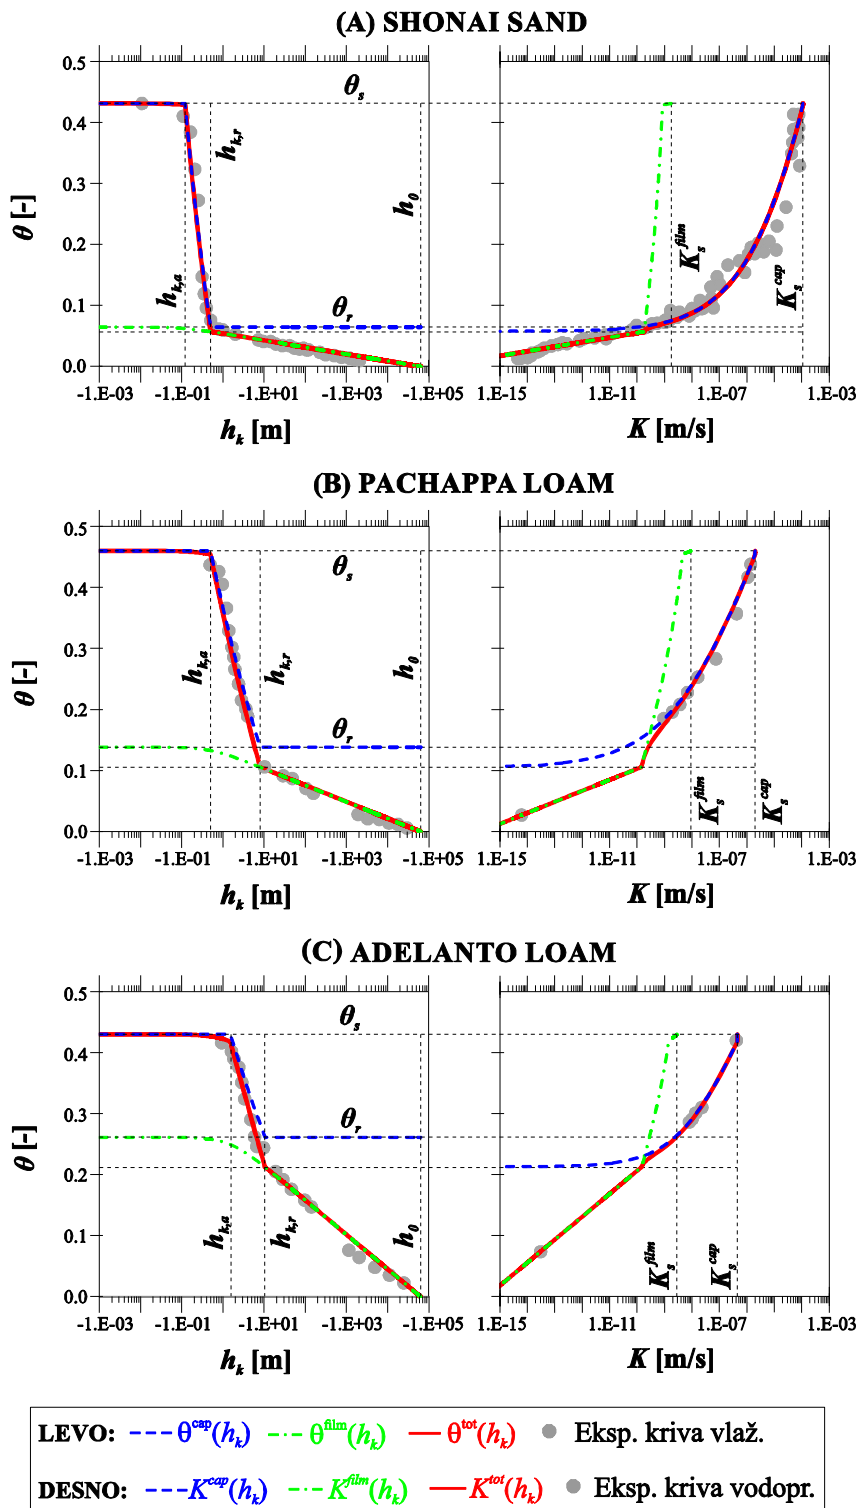 (A) SHONAI SAND
0.5
0.4
0.3
0.2
0.1
0.0
θ [-]
θs
hk,r
h0
hk,a
θr
Ksfilm
Kscap
-1.E-03 -1.E-01 -1.E+01 -1.E+03 -1.E+05
1.E-15 1.E-11 1.E-07 1.E-03
hk [m]
K [m/s]
(B) PACHAPPA LOAM
0.5
0.4
0.3
0.2
0.1
0.0
θ [-]
θs
hk,a
hk,r
h0
θr
Ksfilm
Kscap
-1.E-03 -1.E-01 -1.E+01 -1.E+03 -1.E+05
1.E-15 1.E-11 1.E-07 1.E-03
hk [m]
K [m/s]
(C) ADELANTO LOAM
0.5
0.4
0.3
0.2
0.1
0.0
θ [-]
θs
θr
hk,a
hk,r
h0
Ksfilm
Kscap
-1.E-03 -1.E-01 -1.E+01 -1.E+03 -1.E+05
1.E-15 1.E-11 1.E-07 1.E-03
hk [m]
K [m/s]
LEVO: θcap(hk) θfilm(hk) θtot(hk) Eksp. kriva vlaž.
DESNO: Kcap(hk) Kfilm(hk) Ktot(hk) Eksp. kriva vodopr.